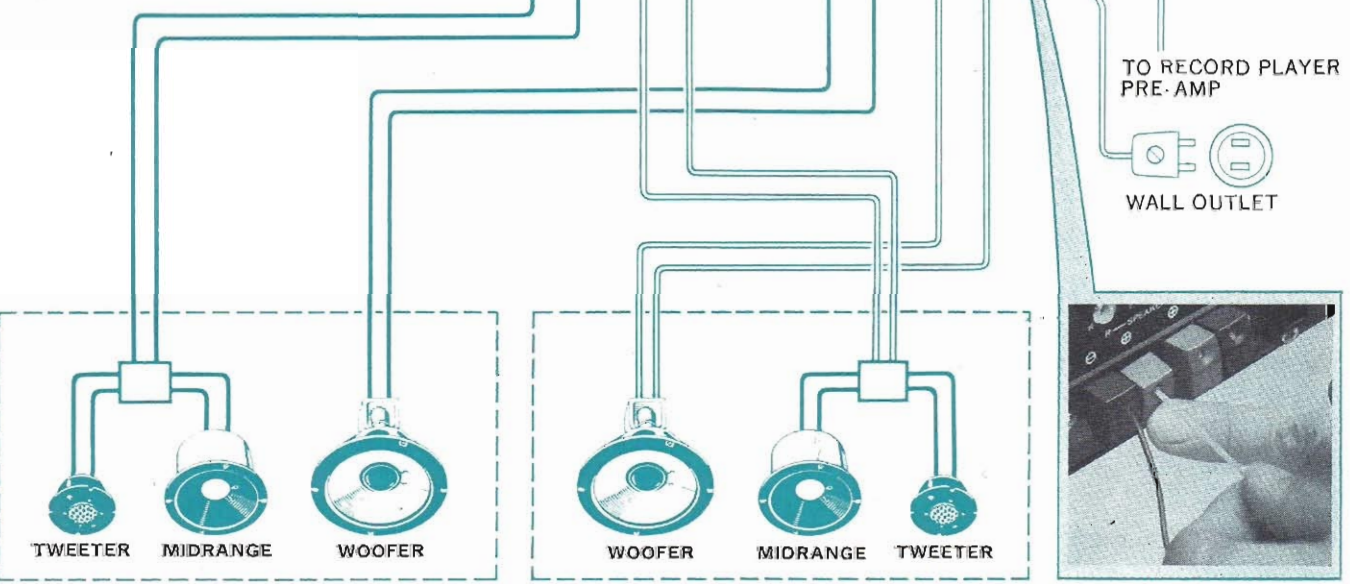 TO RECORD PLAYER
PRE-AMP
WALL OUTLET
TWEETER
MIDRANGE
WOOFER
WOOFER
MIDRANGE
TWEETER